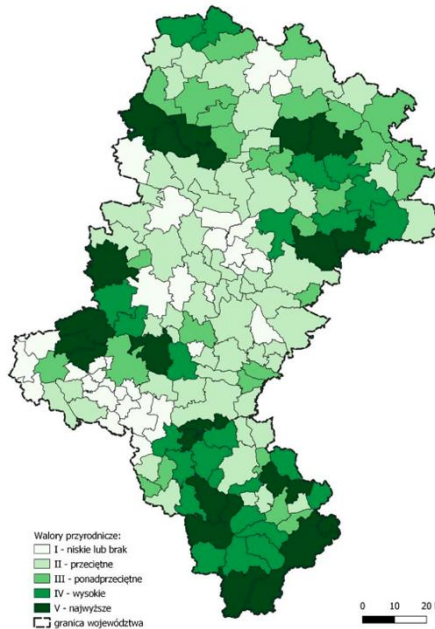 Walory przyrodnicze:
I - niskie lub brak
II - przeciętne
III - ponadprzeciętne
IV - wysokie
V - najwyższe
granica województwa
0 10 20